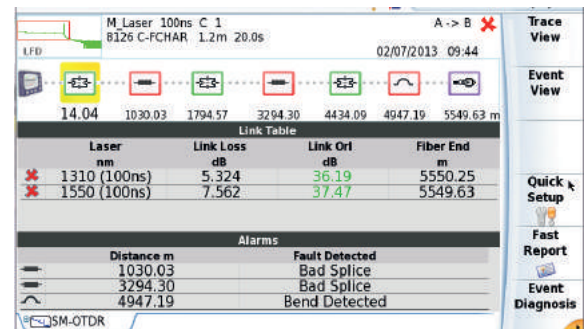 M_Laser 100ns C 1
A -> B
8126 C-FCHAR 1.2m 20.0s
LFD
02/07/2013 09:44
Trace View
Event View
14.04 1030.03 1794.57 3294.30 4434.09 4947.19 5549.63 m
Link Table
Laser Link Loss Link Orl Fiber End
nm dB dB m
1310 (100ns) 5.324 36.19 5550.25
1550 (100ns) 7.562 37.47 5549.63
Quick Setup
Alarms
Distance m Fault Detected
1030.03 Bad Splice
3294.30 Bad Splice
4947.19 Bend Detected
Fast Report
Event Diagnosis
SM-OTDR